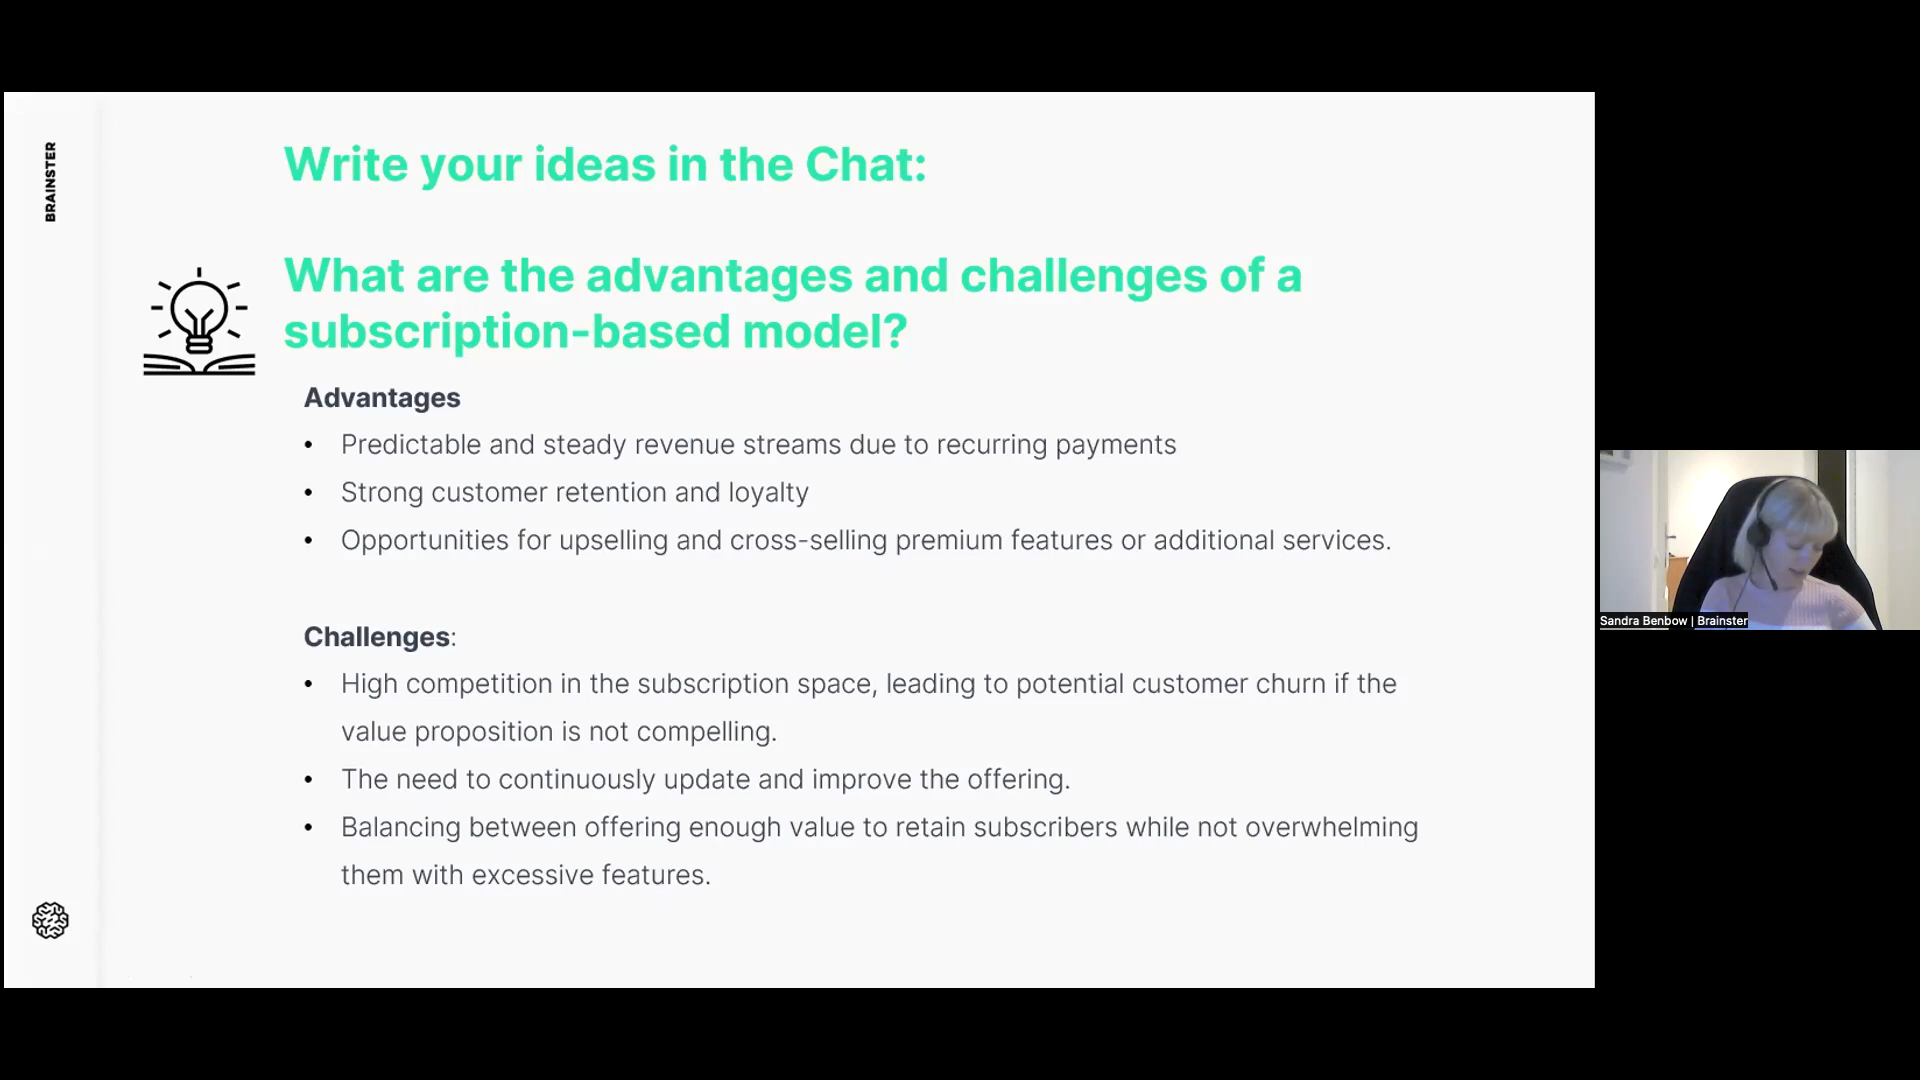 BRAINSTER
Write your ideas in the Chat:
What are the advantages and challenges of a
subscription-based model?
Advantages
• Predictable and steady revenue streams due to recurring payments
• Strong customer retention and loyalty
• Opportunities for upselling and cross-selling premium features or additional services.
Challenges:
• High competition in the subscription space, leading to potential customer churn if the
value proposition is not compelling.
• The need to continuously update and improve the offering.
• Balancing between offering enough value to retain subscribers while not overwhelming
them with excessive features.
Sandra Benbow | Brainster